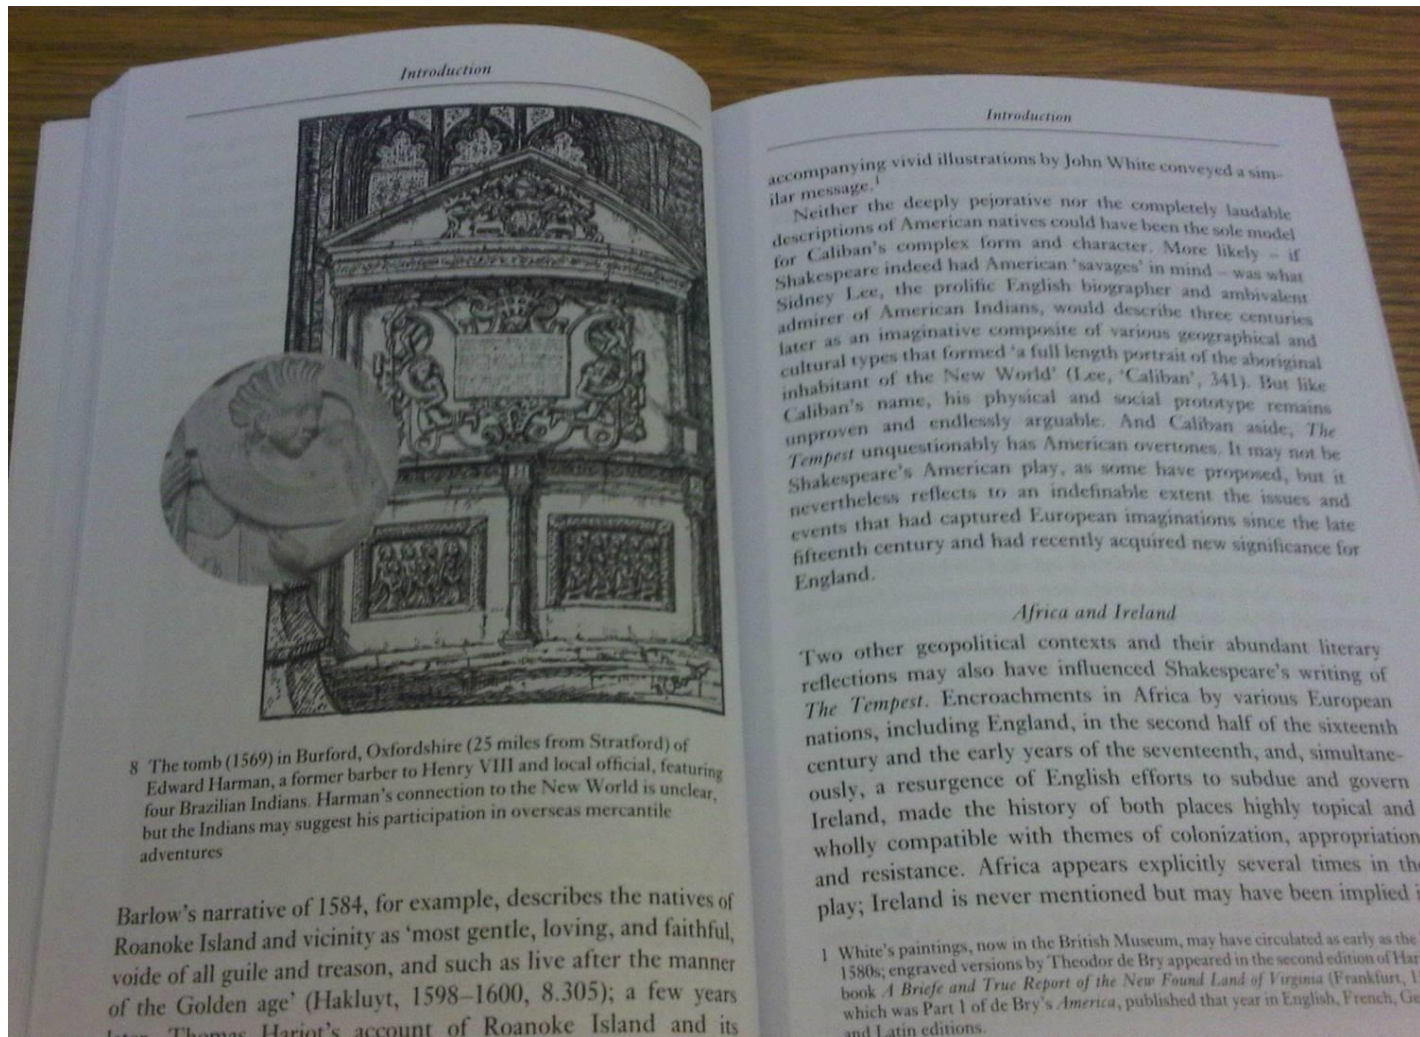 Introduction
8 The tomb (1569) in Burford, Oxfordshire (25 miles from Stratford) of
Edward Harman, a former barber to Henry VIII and local official, featuring
four Brazilian Indians. Harman's connection to the New World is unclear,
but the Indians may suggest his participation in overseas mercantile
adventures
Barlow's narrative of 1584, for example, describes the natives of
Roanoke Island and vicinity as 'most gentle, loving, and faithful,
voide of all guile and treason, and such as live after the manner
of the Golden age' (Hakluyt, 1598–1600, 8.305); a few years
later, Thomas Hariot's account of Roanoke Island and its
Introduction
accompanying vivid illustrations by John White conveyed a sim-
ilar message.1
Neither the deeply pejorative nor the completely laudable
descriptions of American natives could have been the sole model
for Caliban's complex form and character. More likely – if
Shakespeare indeed had American 'savages' in mind – was what
Sidney Lee, the prolific English biographer and ambivalent
admirer of American Indians, would describe three centuries
later as an imaginative composite of various geographical and
cultural types that formed 'a full length portrait of the aboriginal
inhabitant of the New World' (Lee, 'Caliban', 341). But like
Caliban's name, his physical and social prototype remains
unproven and endlessly arguable. And Caliban aside, The
Tempest unquestionably has American overtones. It may not be
Shakespeare's American play, as some have proposed, but it
nevertheless reflects to an indefinable extent the issues and
events that had captured European imaginations since the late
fifteenth century and had recently acquired new significance for
England.
Africa and Ireland
Two other geopolitical contexts and their abundant literary
reflections may also have influenced Shakespeare's writing of
The Tempest. Encroachments in Africa by various European
nations, including England, in the second half of the sixteenth
century and the early years of the seventeenth, and, simultane-
ously, a resurgence of English efforts to subdue and govern
Ireland, made the history of both places highly topical and
wholly compatible with themes of colonization, appropriation
and resistance. Africa appears explicitly several times in the
play; Ireland is never mentioned but may have been implied i
1 White's paintings, now in the British Museum, may have circulated as early as the
1580s; engraved versions by Theodor de Bry appeared in the second edition of Har
book A Briefe and True Report of the New Found Land of Virginia (Frankfurt, 1
which was Part 1 of de Bry's America, published that year in English, French, Ge
and Latin editions.